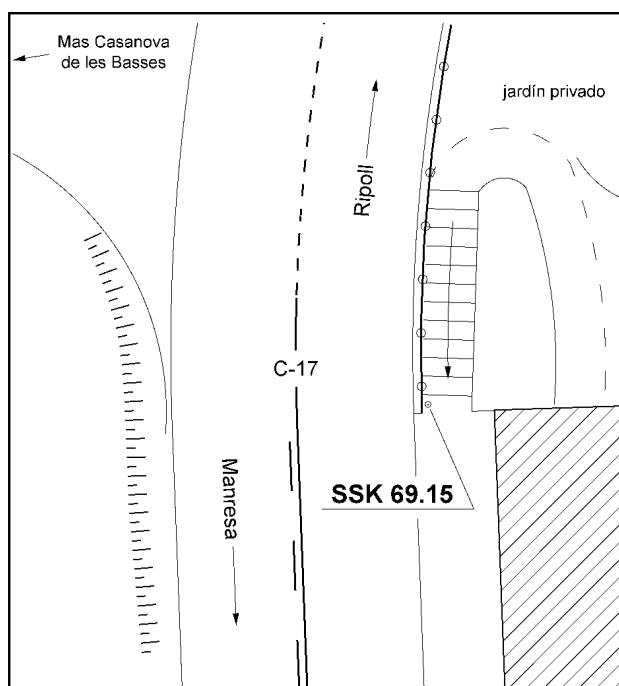 Mas Casanova
de les Basses
jardín privado
Ripoll
C-17
Manresa
SSK 69.15